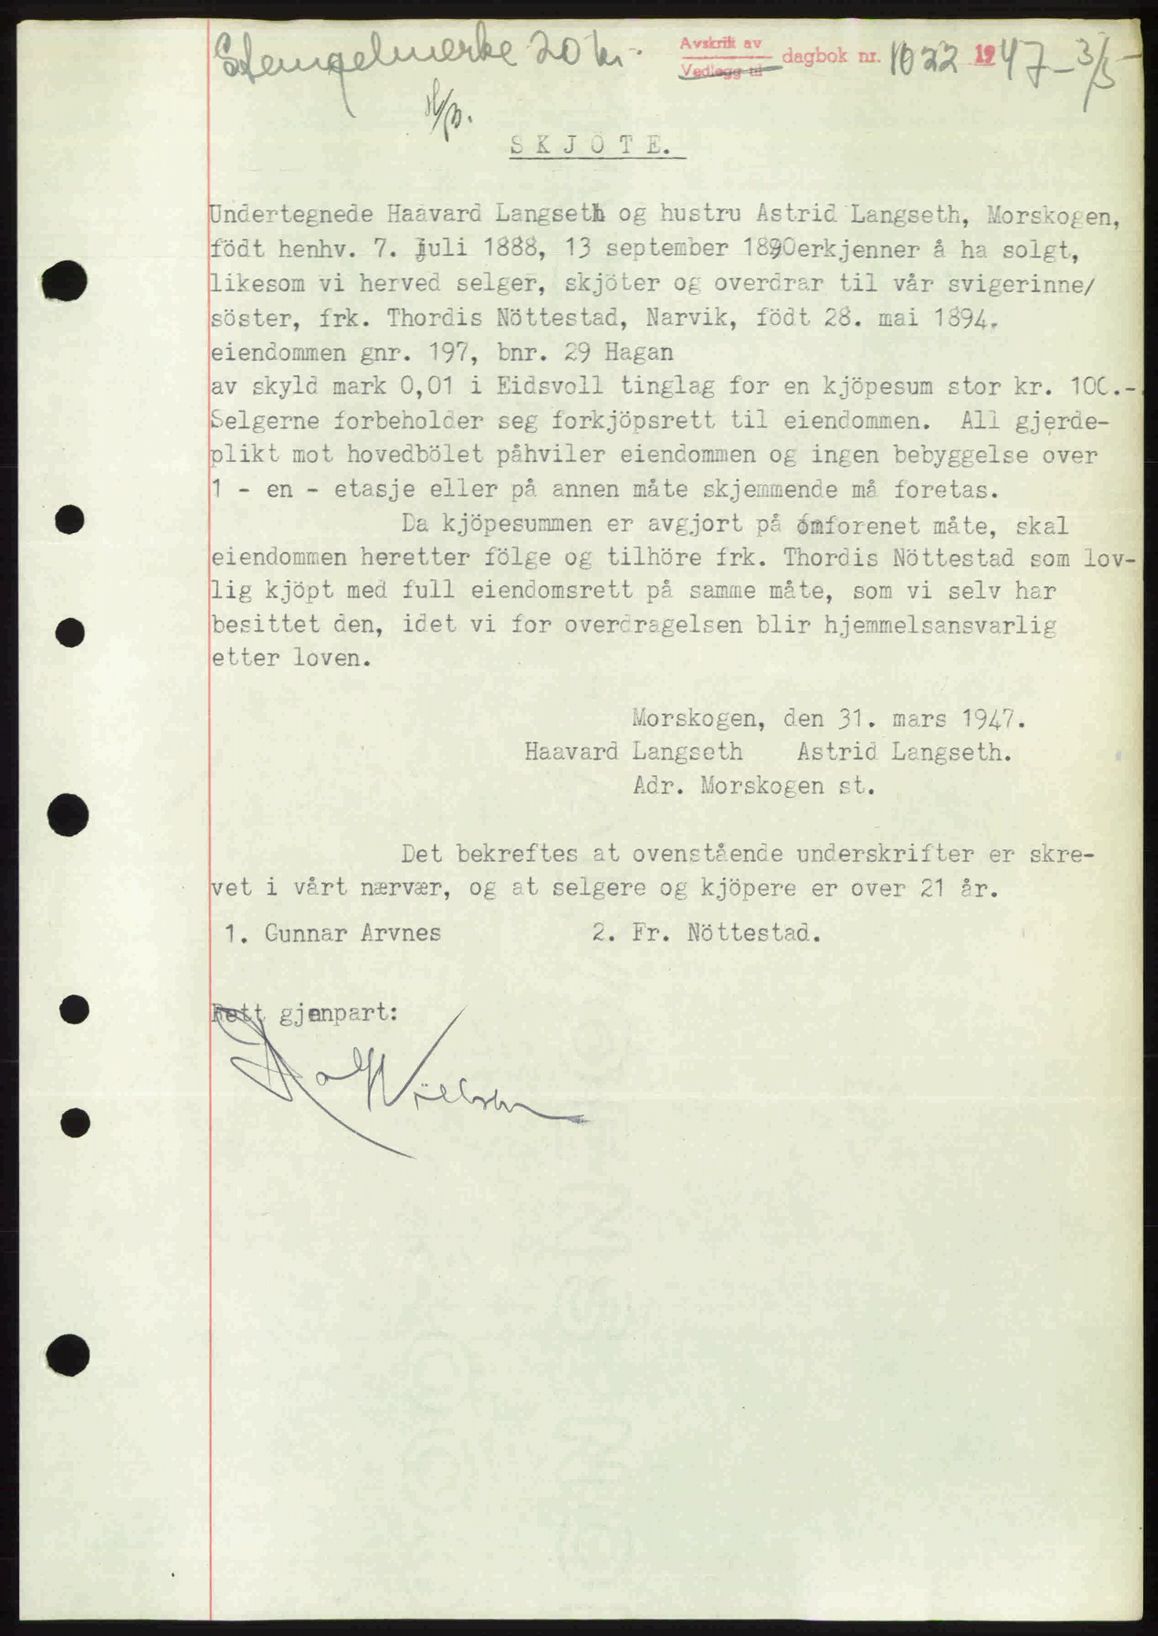 Stempelmerke 20 kr.
Avskrift av
Vedlegg til
dagbok nr. 1022 1947 - 3/5
SKJÖTE.
Undertegnede Haavard Langseth og hustru Astrid Langseth, Morskogen,
födt henhv. 7. juli 1888, 13 september 1890erkjenner å ha solgt,
likesom vi herved selger, skjöter og overdrar til vår svigerinne/
söster, frk. Thordis Nöttestad, Narvik, födt 28. mai 1894.
eiendommen gnr. 197, bnr. 29 Hagan
av skyld mark 0,01 i Eidsvoll tinglag for en kjöpesum stor kr. 100.-
Selgerne forbeholder seg forkjöpsrett til eiendommen. All gjerde-
plikt mot hovedbölet påhviler eiendommen og ingen bebyggelse over
1 - en - etasje eller på annen måte skjemmende må foretas.
Da kjöpesummen er avgjort på omforenet måte, skal
eiendommen heretter fölge og tilhöre frk. Thordis Nöttestad som lov-
lig kjöpt med full eiendomsrett på samme måte, som vi selv har
besittet den, idet vi for overdragelsen blir hjemmelsansvarlig
etter loven.
Morskogen, den 31. mars 1947.
Haavard Langseth Astrid Langseth.
Adr. Morskogen st.
Det bekreftes at ovenstående underskrifter er skre-
vet i vårt nærvær, og at selgere og kjöpere er over 21 år.
1. Gunnar Arvnes 2. Fr. Nöttestad.
Rett gjenpart: